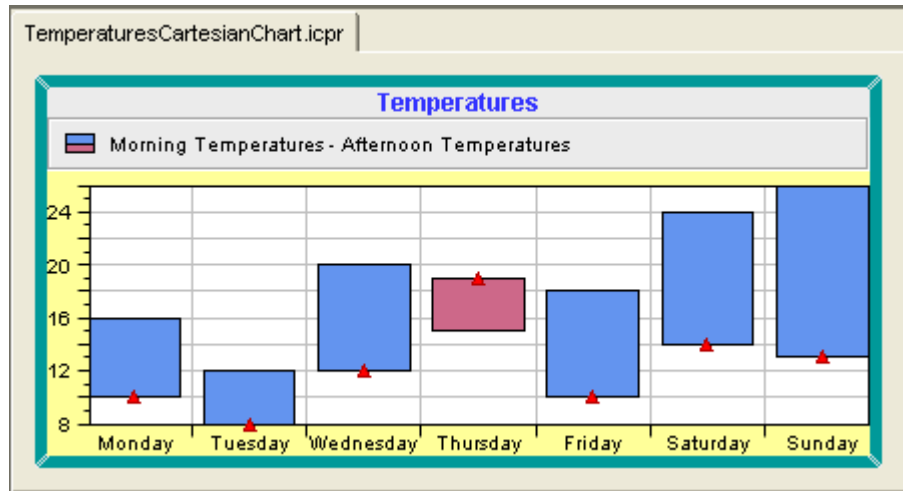 TemperaturesCartesianChart.icpr
Temperatures
Morning Temperatures - Afternoon Temperatures
24
20
16
12
8
Monday Tuesday Wednesday Thursday Friday Saturday Sunday